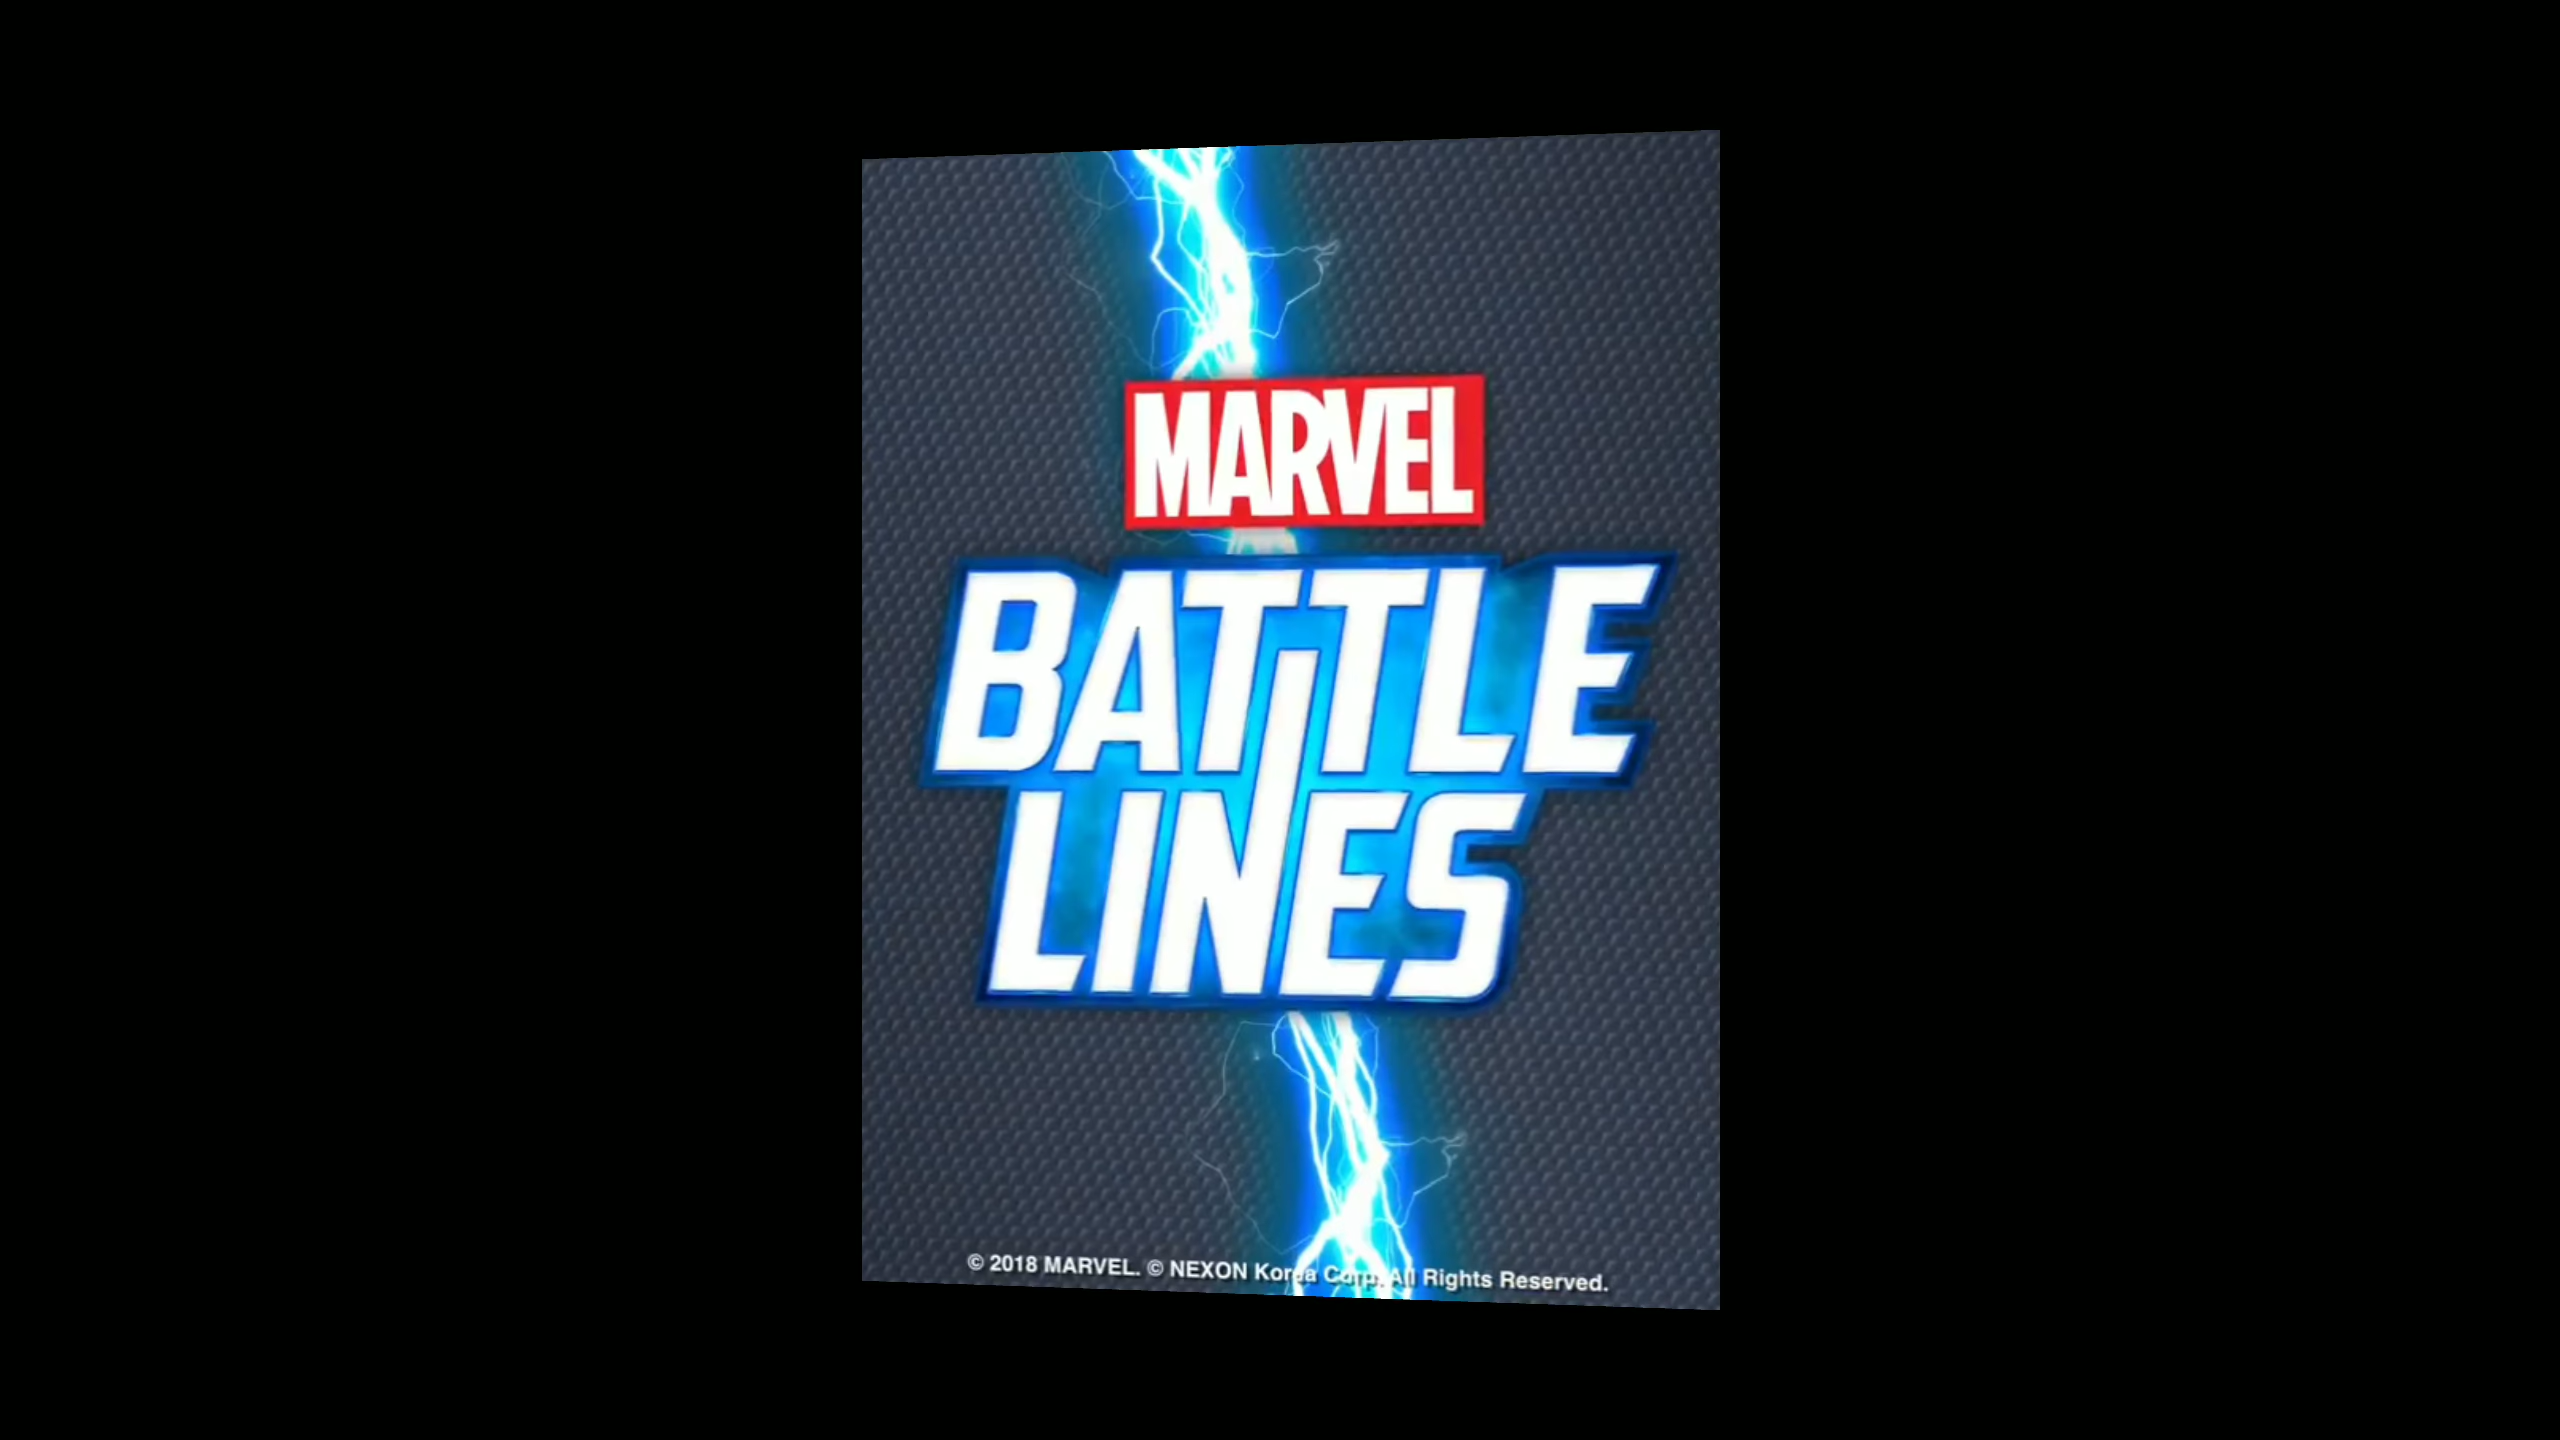 MARVEL
BATTLE
LINES
© 2018 MARVEL. © NEXON Korea Corp. All Rights Reserved.